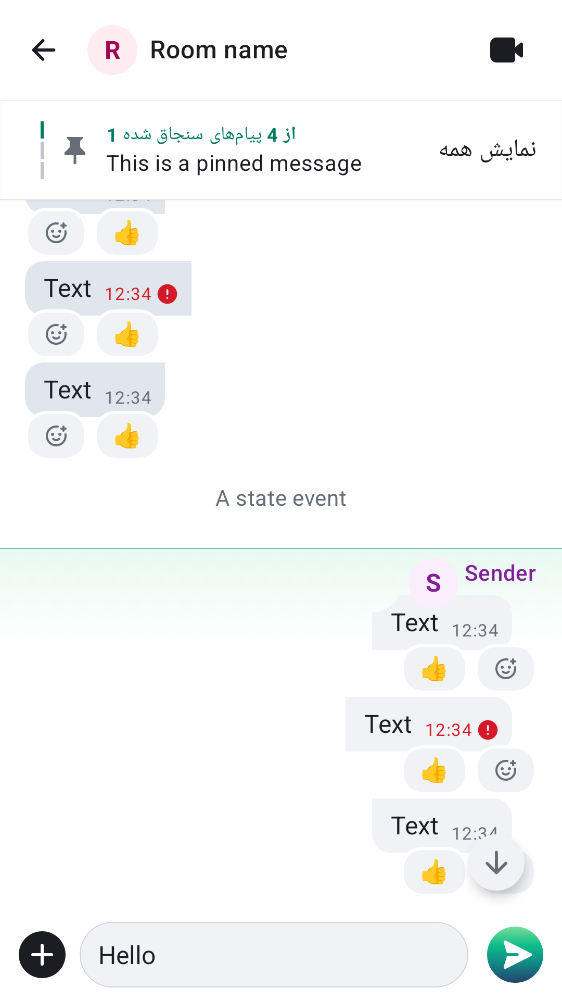 R Room name
1 از 4 پیام‌های سنجاق شده
This is a pinned message
نمایش همه
Text 12:34
Text 12:34
A state event
S Sender
Text 12:34
Text 12:34
Text 12:34
Hello